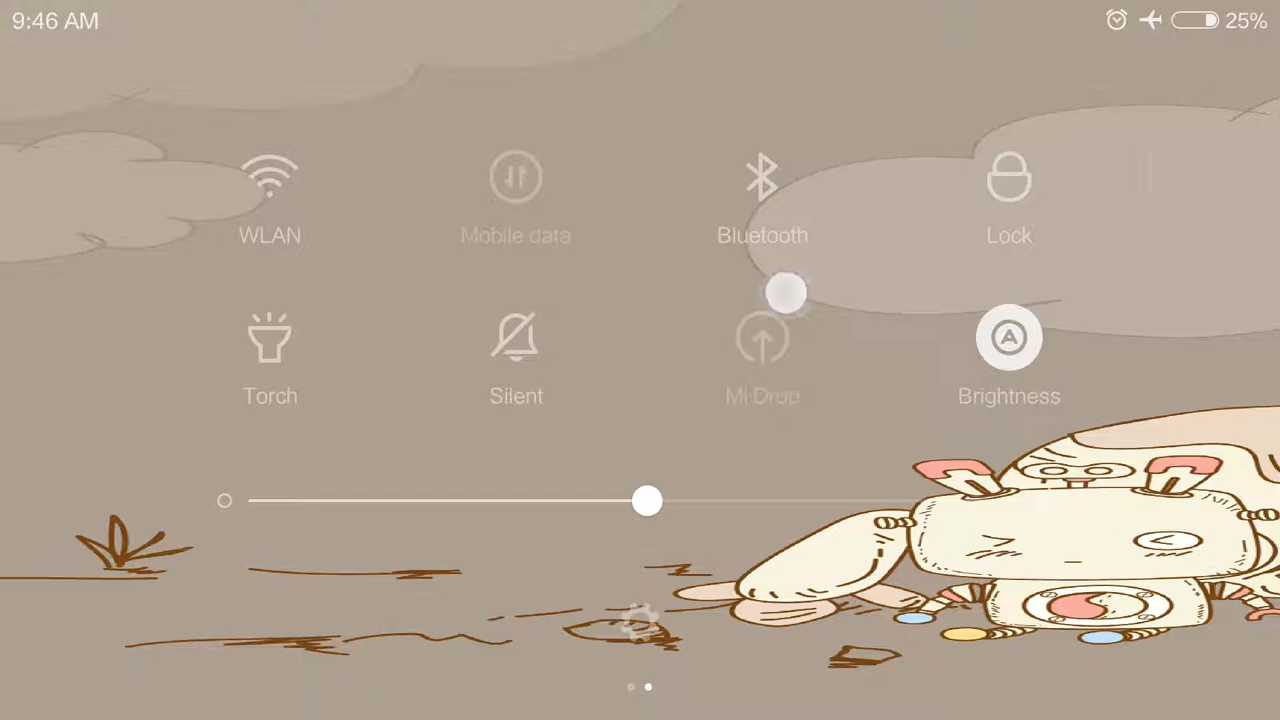 9:46 AM 25%
WLAN Mobile data Bluetooth Lock
A
Torch Silent Mi Drop Brightness